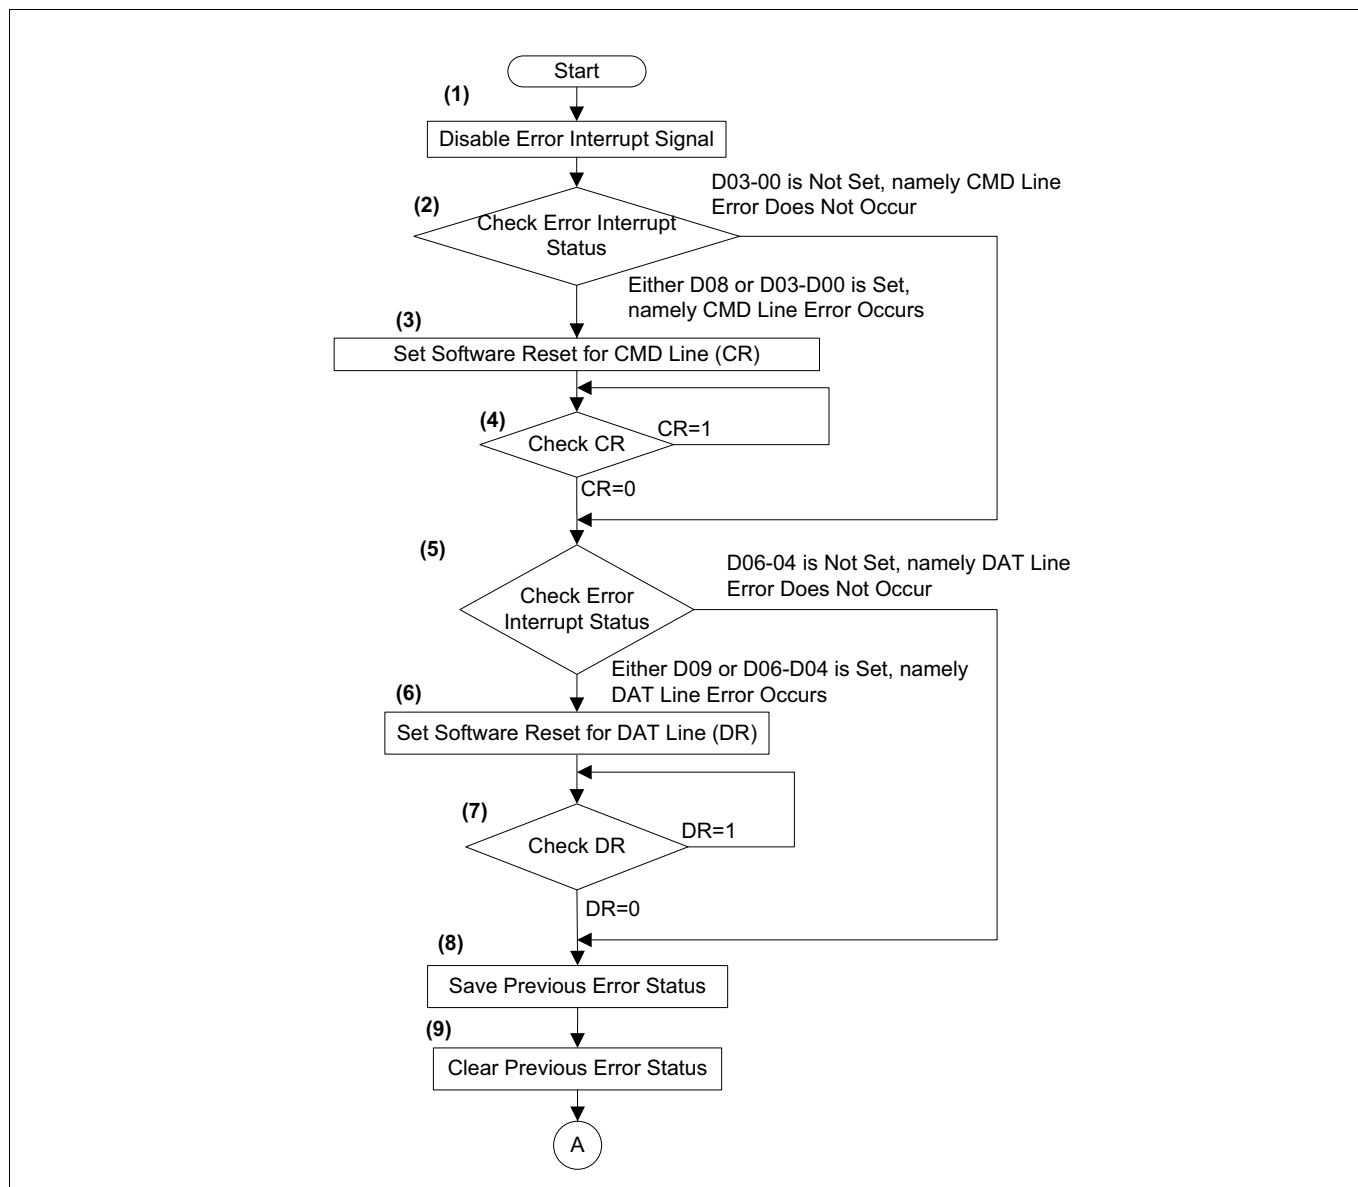 Start
(1)
Disable Error Interrupt Signal
D03-00 is Not Set, namely CMD Line
Error Does Not Occur
(2)
Check Error Interrupt
Status
Either D08 or D03-D00 is Set,
namely CMD Line Error Occurs
(3)
Set Software Reset for CMD Line (CR)
(4)
CR=1
Check CR
CR=0
(5)
D06-04 is Not Set, namely DAT Line
Error Does Not Occur
Check Error
Interrupt Status
Either D09 or D06-D04 is Set, namely
DAT Line Error Occurs
(6)
Set Software Reset for DAT Line (DR)
(7)
DR=1
Check DR
DR=0
(8)
Save Previous Error Status
(9)
Clear Previous Error Status
A